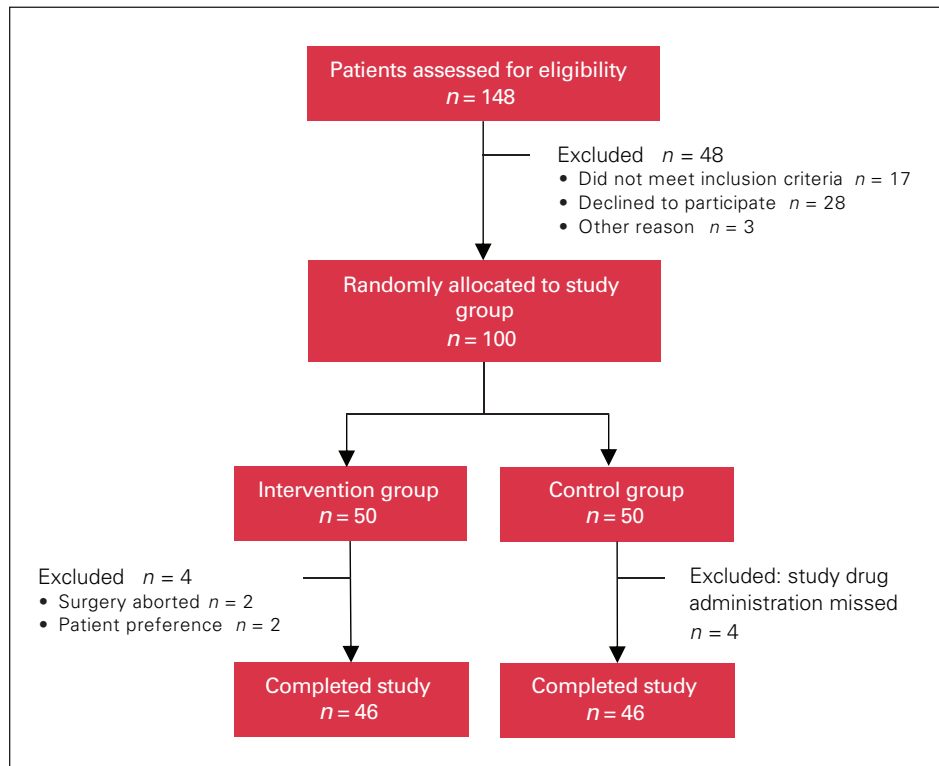 Patients assessed for eligibility
n = 148
Excluded n = 48
• Did not meet inclusion criteria n = 17
• Declined to participate n = 28
• Other reason n = 3
Randomly allocated to study
group
n = 100
Intervention group
n = 50
Control group
n = 50
Excluded n = 4
• Surgery aborted n = 2
• Patient preference n = 2
Excluded: study drug
administration missed
n = 4
Completed study
n = 46
Completed study
n = 46